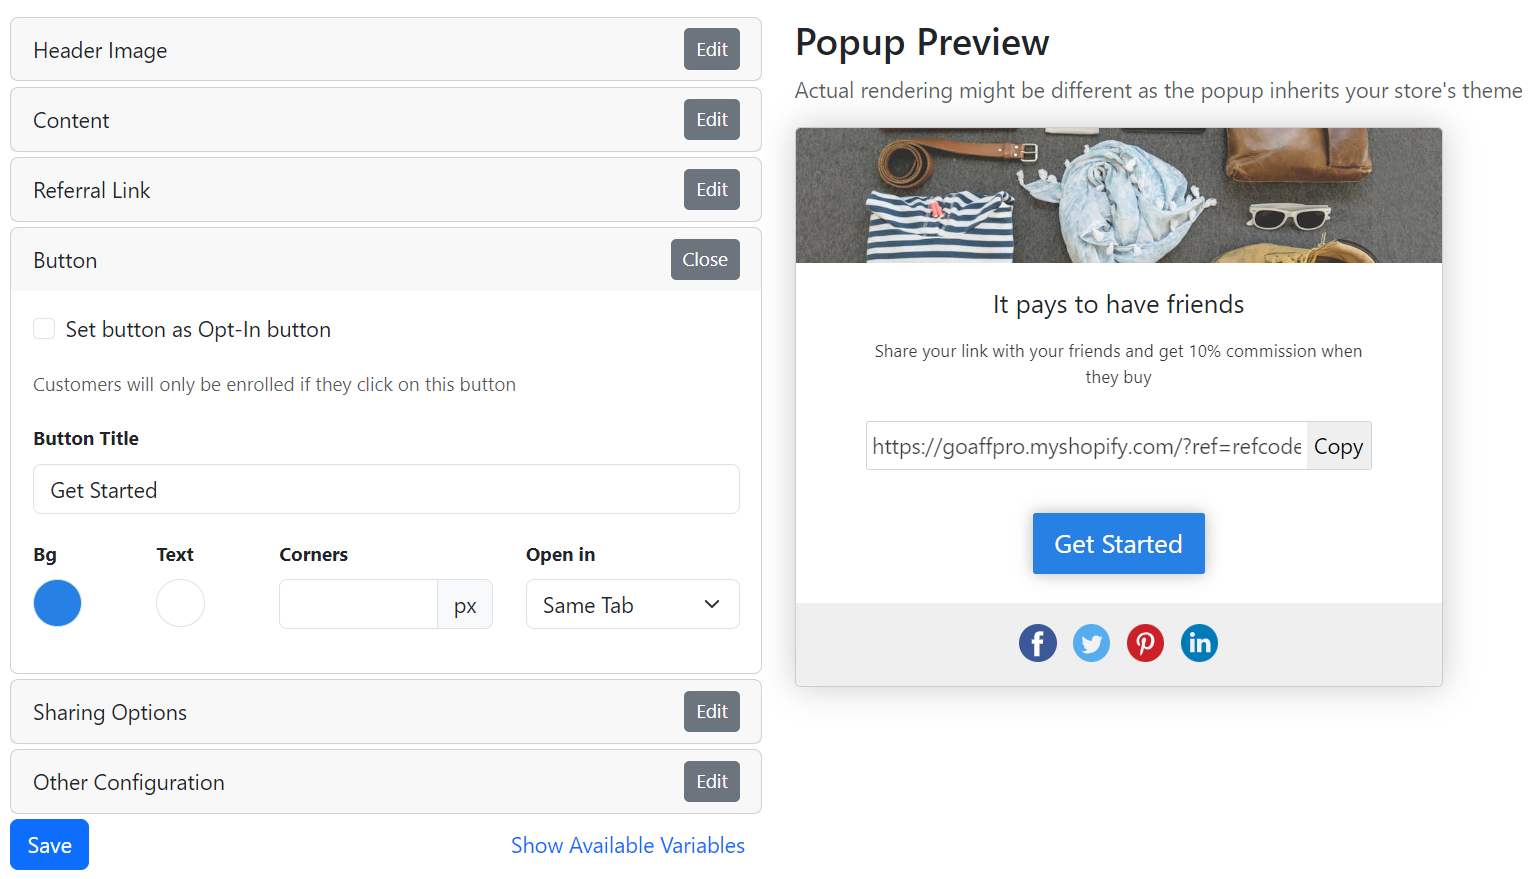 Header Image
Edit
Content
Edit
Referral Link
Edit
Button
Close
Set button as Opt-In button
Customers will only be enrolled if they click on this button
Button Title
Get Started
Bg
Text
Corners
Open in
px
Same Tab
Sharing Options
Edit
Other Configuration
Edit
Save
Show Available Variables
Popup Preview
Actual rendering might be different as the popup inherits your store's theme
It pays to have friends
Share your link with your friends and get 10% commission when
they buy
https://goaffpro.myshopify.com/?ref=refcode
Copy
Get Started
f
in